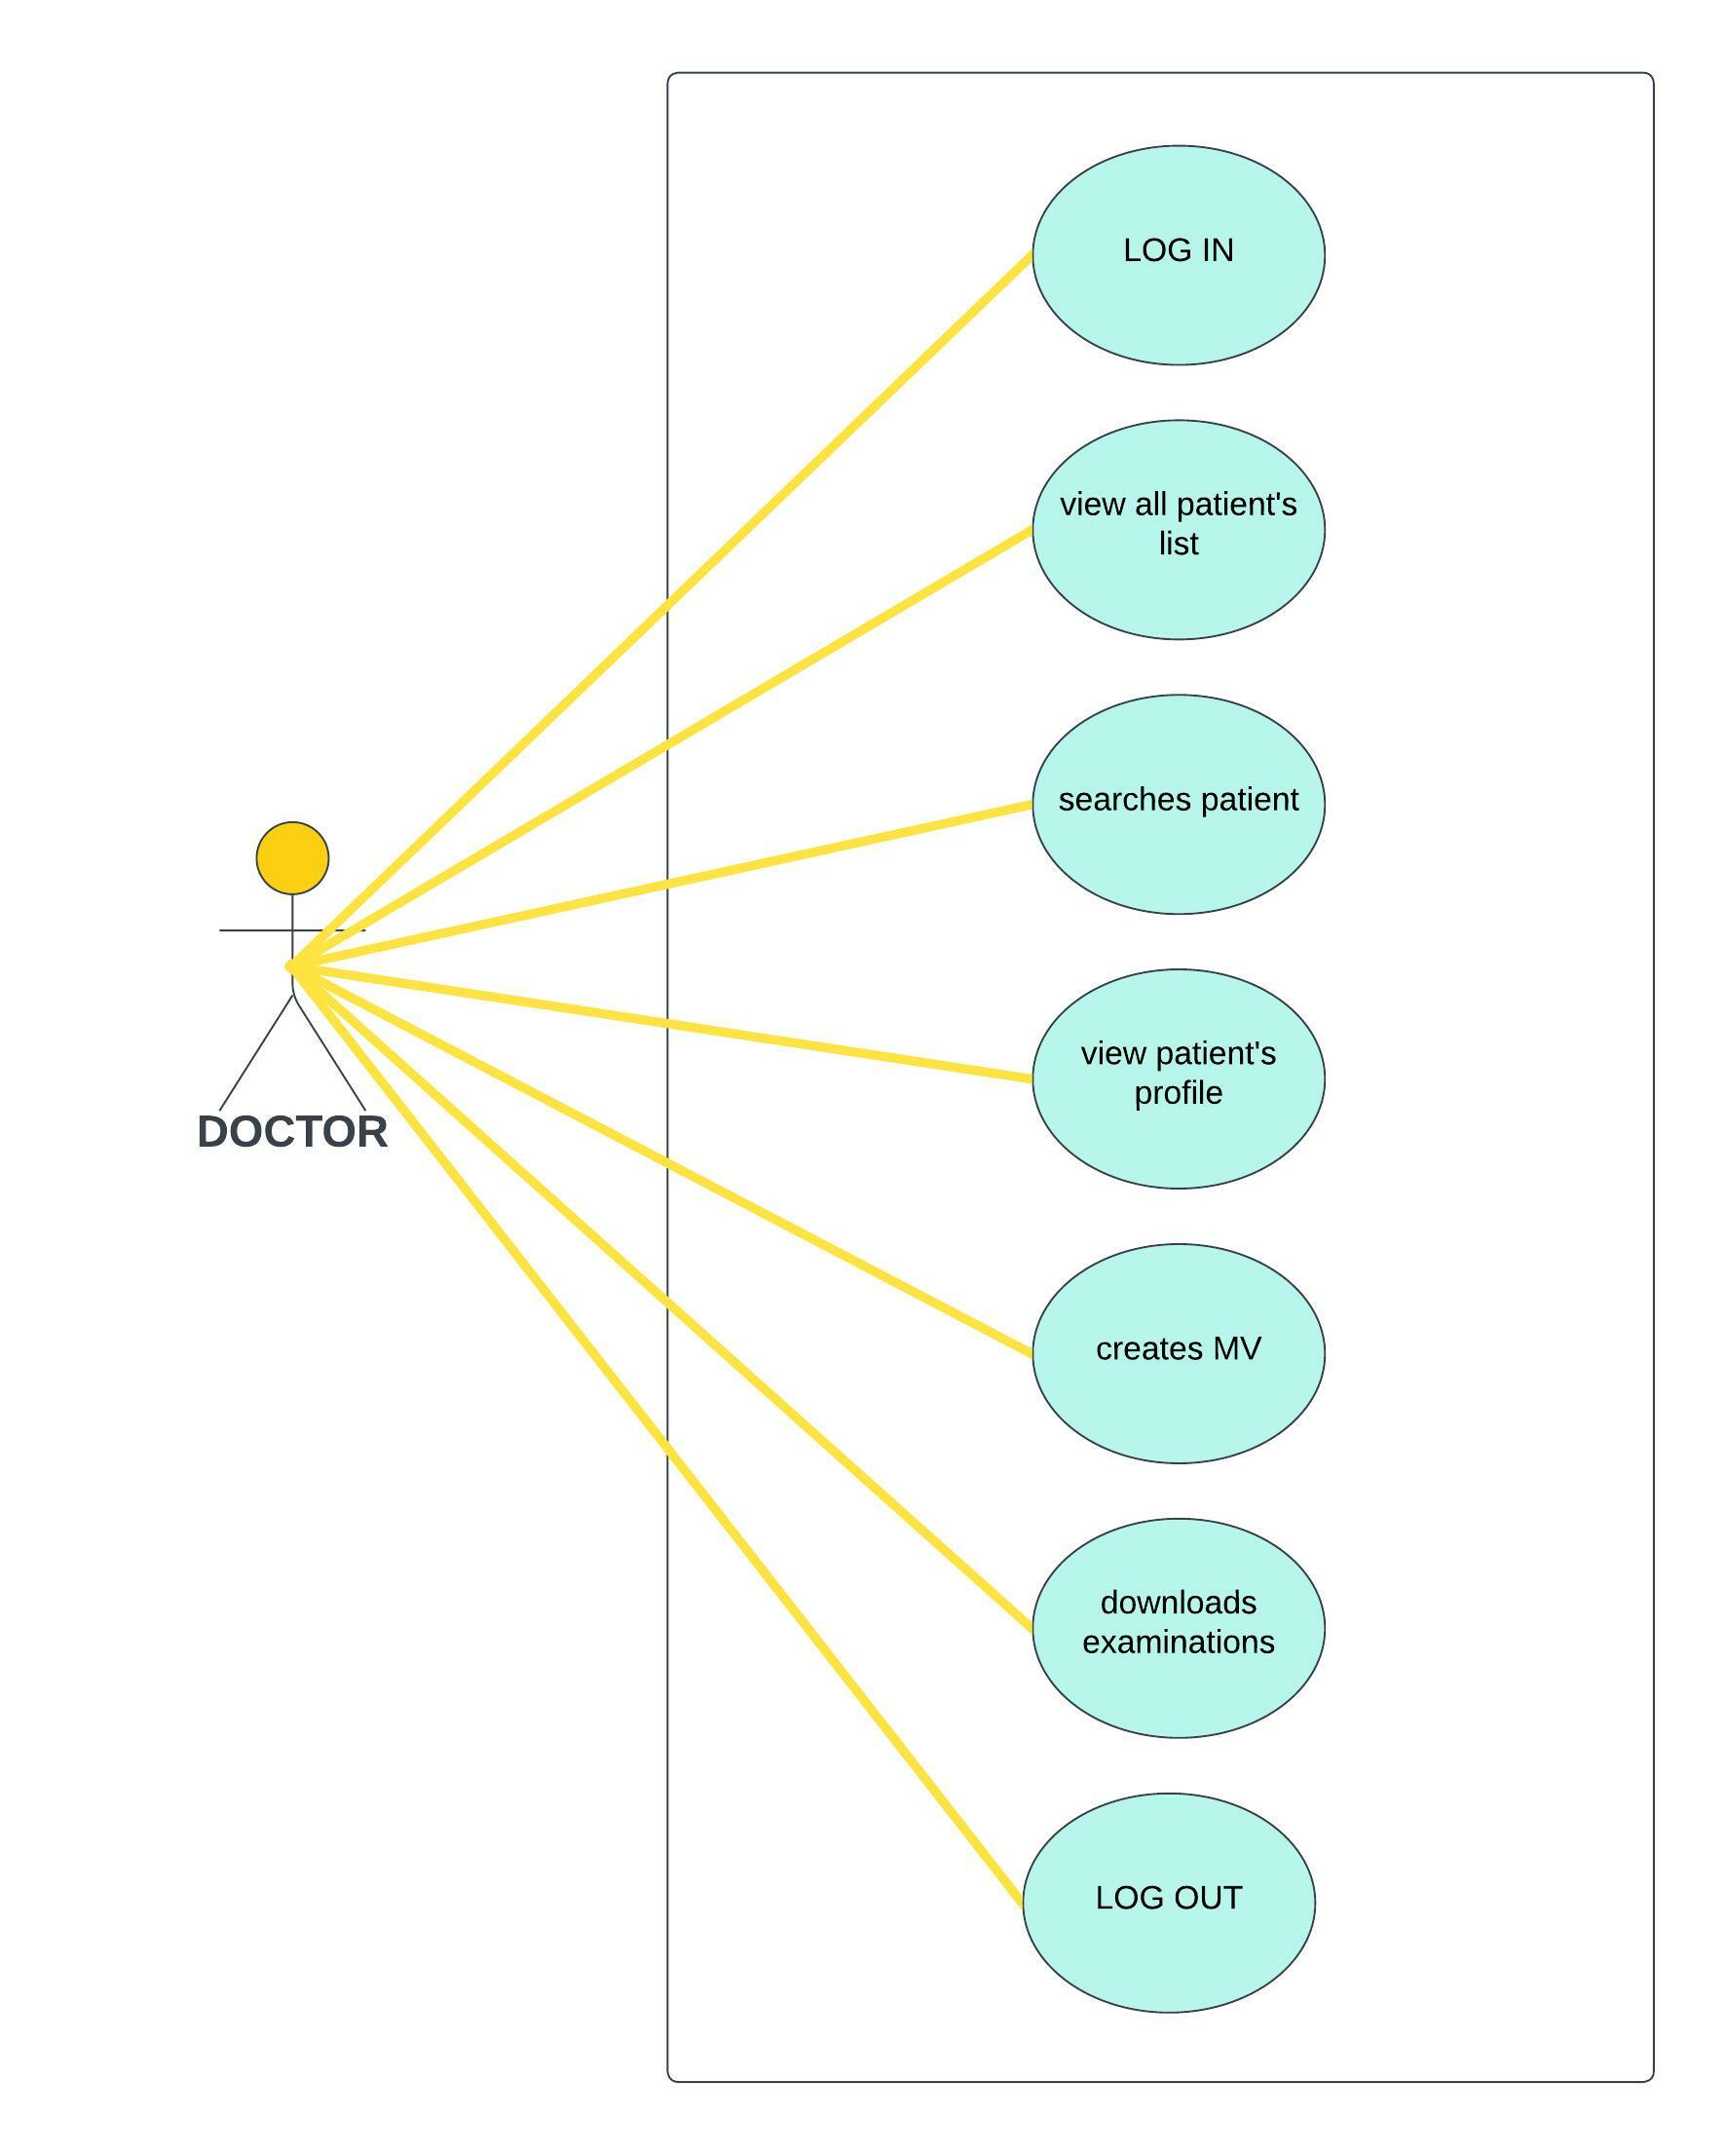 LOG IN
view all patient's
list
searches patient
view patient's
profile
DOCTOR
creates MV
downloads
examinations
LOG OUT